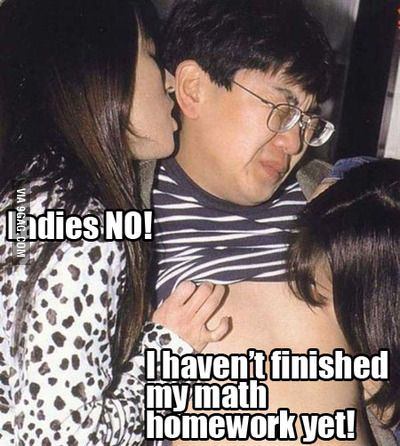 ladies NO!
VIA 9GAG.COM
I haven't finished
my math
homework yet!